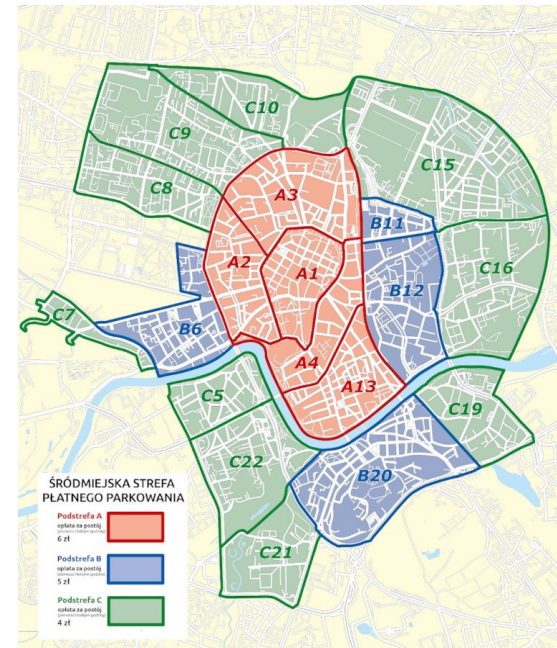 C10
C9
C15
C8
A3
B11
A1
A2
C16
B12
C7
B6
A4
A13
C5
C19
C22
B20
C21
ŚRÓDMIEJSKA STREFA
PŁATNEGO PARKOWANIA
Podstrefa A
opłata za postój
6 zł
Podstrefa B
opłata za postój
5 zł
Podstrefa C
opłata za postój
4 zł